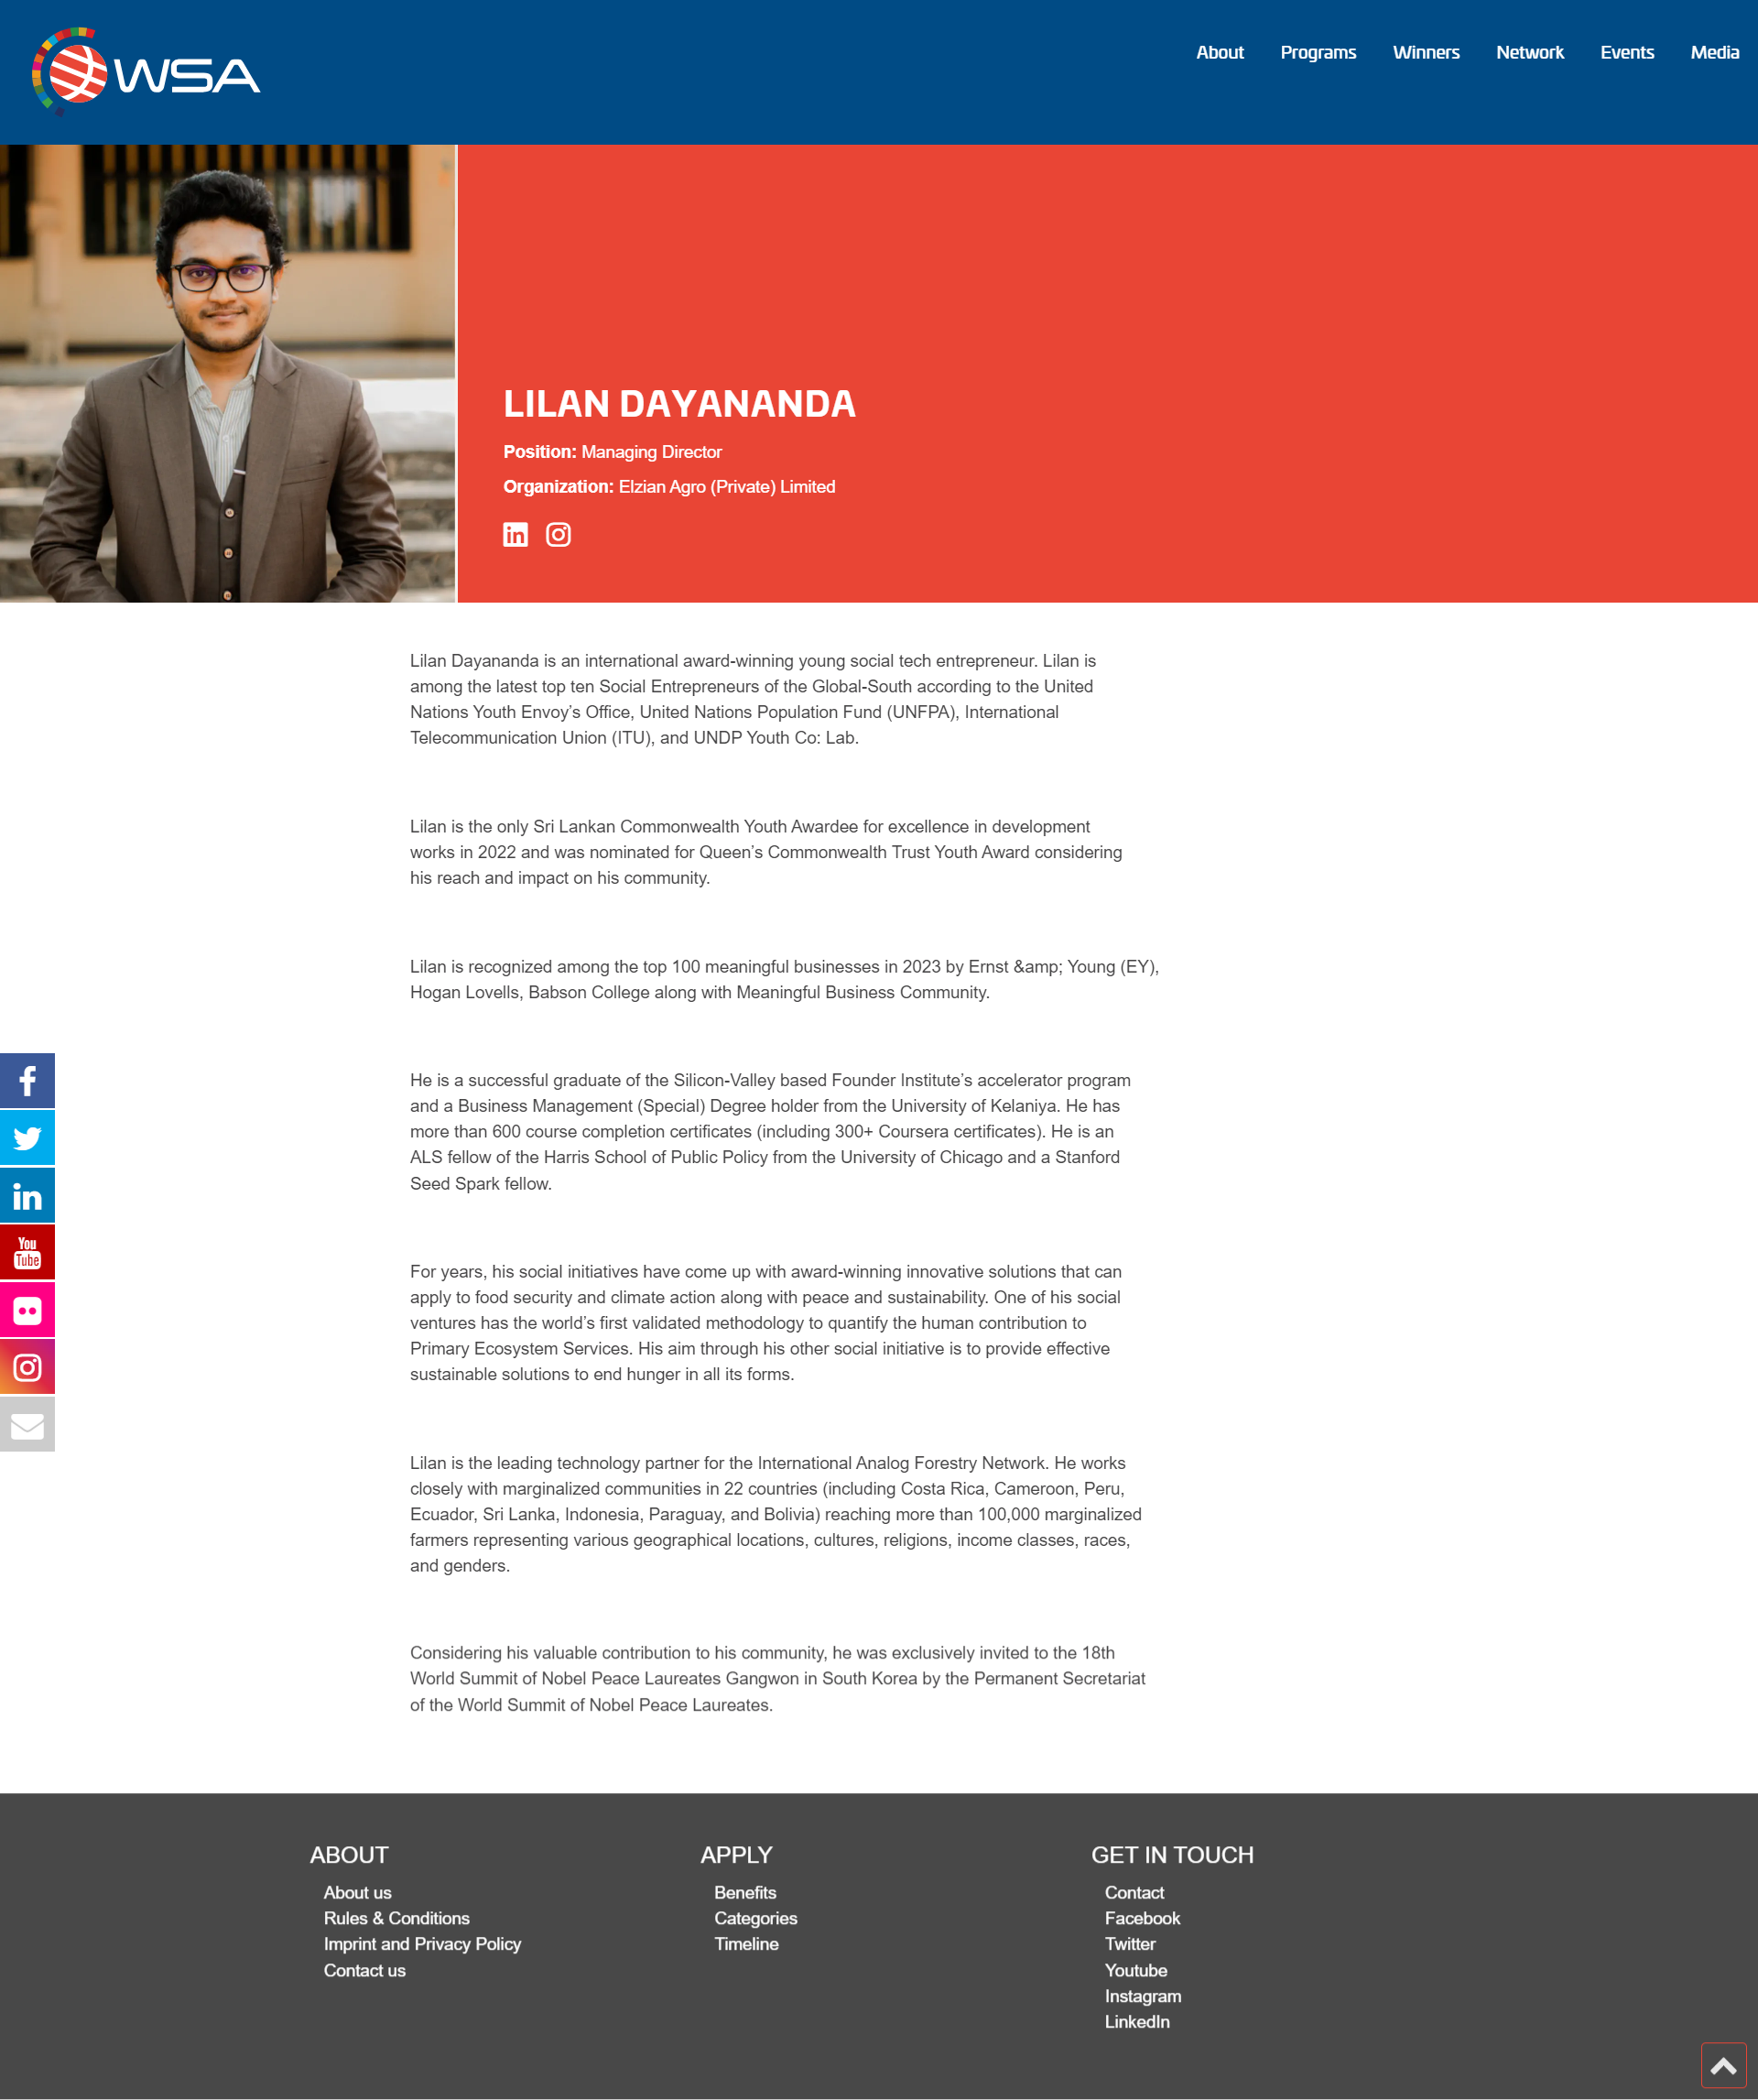 WSA
About
Programs
Winners
Network
Events
Media
LILAN DAYANANDA
Position: Managing Director
Organization: Elzian Agro (Private) Limited
Lilan Dayananda is an international award-winning young social tech entrepreneur. Lilan is
among the latest top ten Social Entrepreneurs of the Global-South according to the United
Nations Youth Envoy’s Office, United Nations Population Fund (UNFPA), International
Telecommunication Union (ITU), and UNDP Youth Co: Lab.
Lilan is the only Sri Lankan Commonwealth Youth Awardee for excellence in development
works in 2022 and was nominated for Queen’s Commonwealth Trust Youth Award considering
his reach and impact on his community.
Lilan is recognized among the top 100 meaningful businesses in 2023 by Ernst &amp; Young (EY),
Hogan Lovells, Babson College along with Meaningful Business Community.
He is a successful graduate of the Silicon-Valley based Founder Institute’s accelerator program
and a Business Management (Special) Degree holder from the University of Kelaniya. He has
more than 600 course completion certificates (including 300+ Coursera certificates). He is an
ALS fellow of the Harris School of Public Policy from the University of Chicago and a Stanford
Seed Spark fellow.
You
Tube
For years, his social initiatives have come up with award-winning innovative solutions that can
apply to food security and climate action along with peace and sustainability. One of his social
ventures has the world’s first validated methodology to quantify the human contribution to
Primary Ecosystem Services. His aim through his other social initiative is to provide effective
sustainable solutions to end hunger in all its forms.
Lilan is the leading technology partner for the International Analog Forestry Network. He works
closely with marginalized communities in 22 countries (including Costa Rica, Cameroon, Peru,
Ecuador, Sri Lanka, Indonesia, Paraguay, and Bolivia) reaching more than 100,000 marginalized
farmers representing various geographical locations, cultures, religions, income classes, races,
and genders.
Considering his valuable contribution to his community, he was exclusively invited to the 18th
World Summit of Nobel Peace Laureates Gangwon in South Korea by the Permanent Secretariat
of the World Summit of Nobel Peace Laureates.
ABOUT
About us
Rules & Conditions
Imprint and Privacy Policy
Contact us
APPLY
Benefits
Categories
Timeline
GET IN TOUCH
Contact
Facebook
Twitter
Youtube
Instagram
LinkedIn